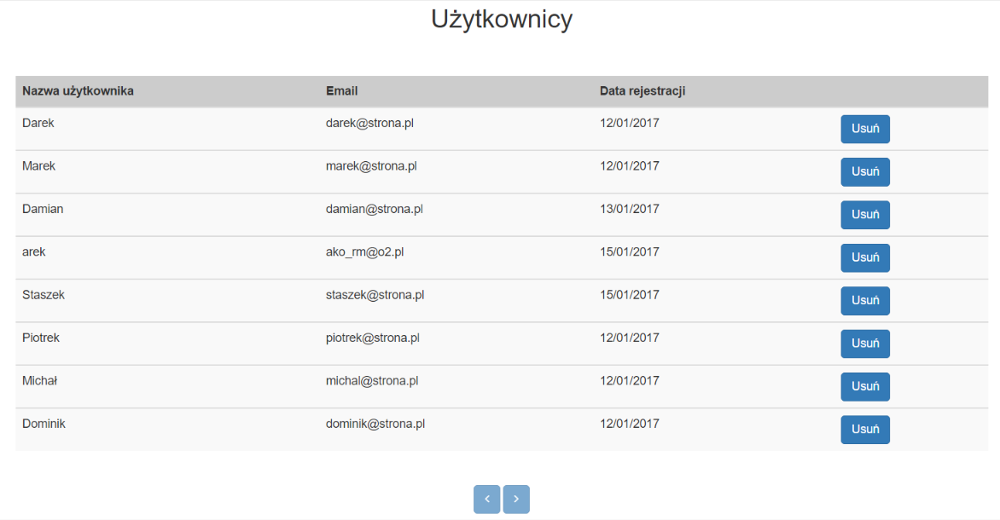 Użytkownicy
Nazwa użytkownika Email Data rejestracji
Darek darek@strona.pl 12/01/2017 Usuń
Marek marek@strona.pl 12/01/2017 Usuń
Damian damian@strona.pl 13/01/2017 Usuń
arek ako_rm@o2.pl 15/01/2017 Usuń
Staszek staszek@strona.pl 15/01/2017 Usuń
Piotrek piotrek@strona.pl 12/01/2017 Usuń
Michał michal@strona.pl 12/01/2017 Usuń
Dominik dominik@strona.pl 12/01/2017 Usuń
‹ ›